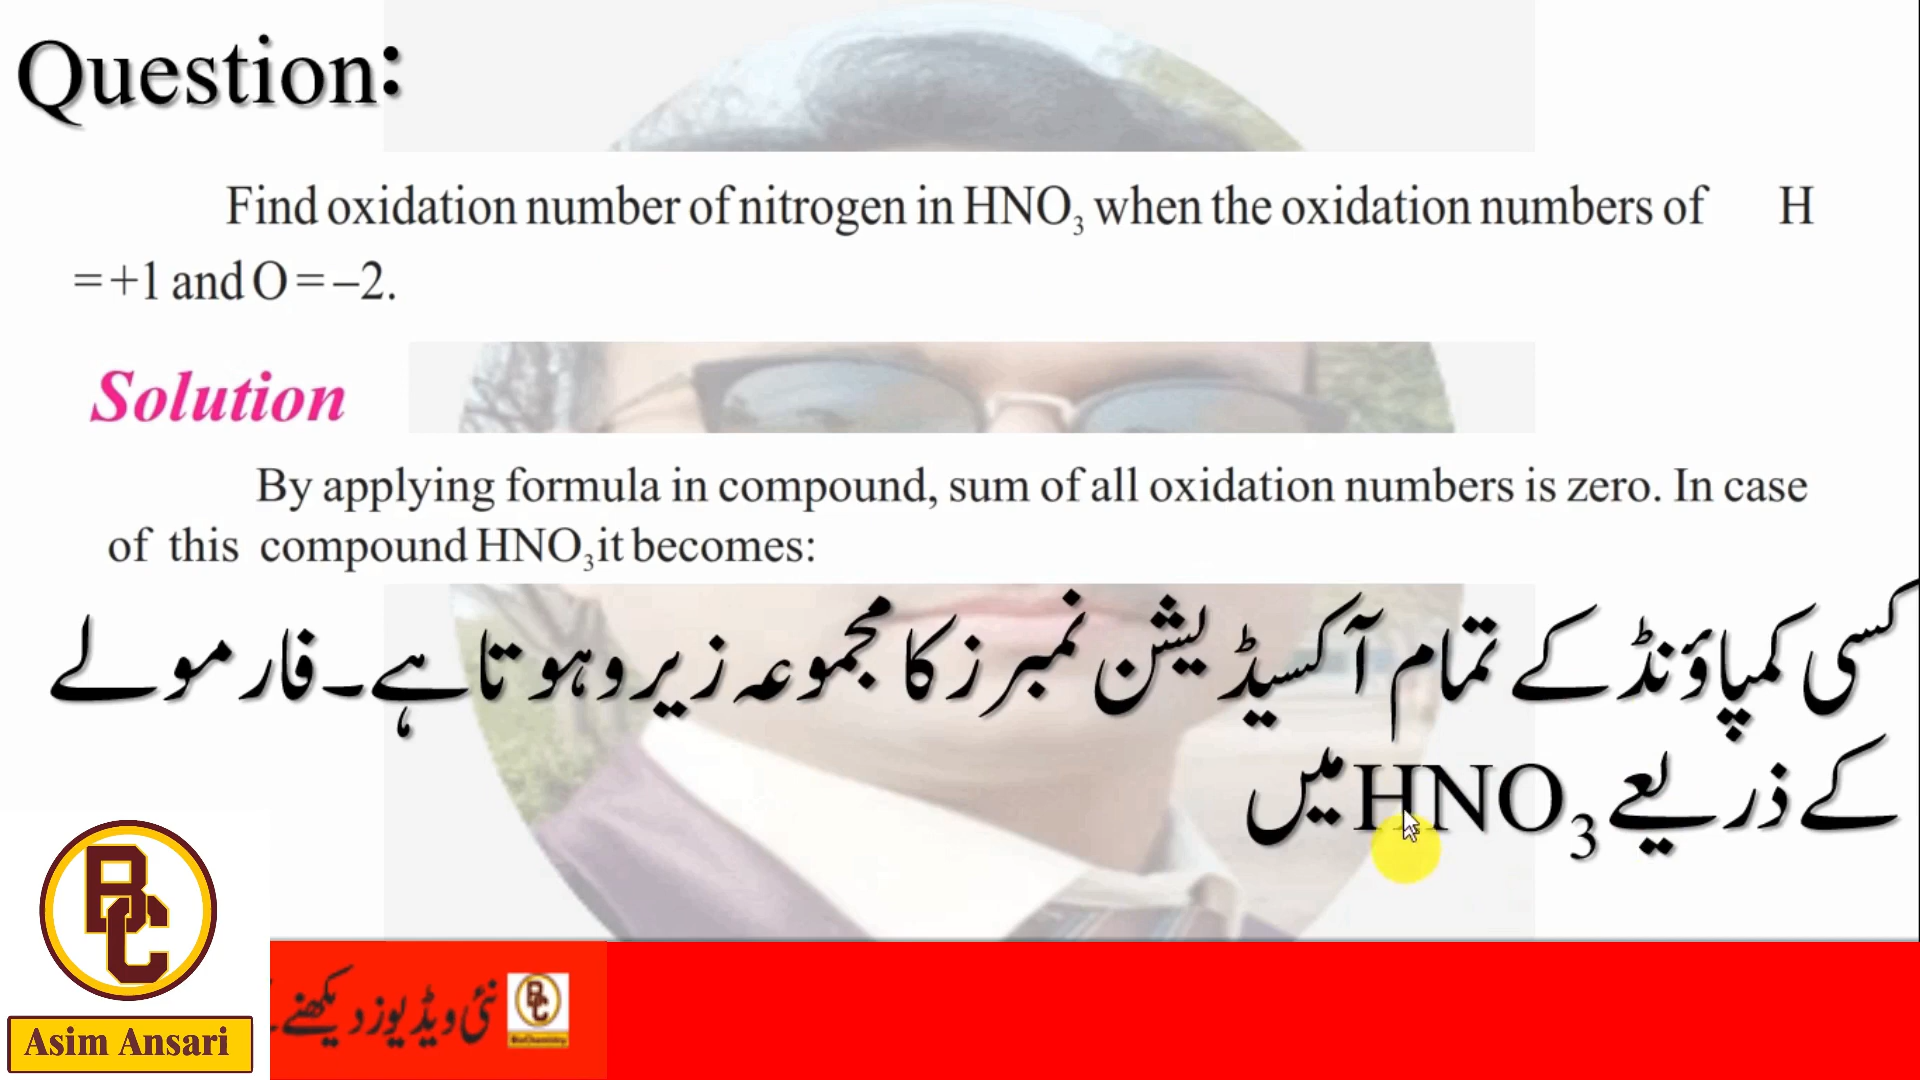 Question:
Find oxidation number of nitrogen in HNO₃ when the oxidation numbers of H
= +1 and O = –2.
Solution
By applying formula in compound, sum of all oxidation numbers is zero. In case
of this compound HNO₃ it becomes:
کسی کمپاؤنڈ کے تمام آکسیڈیشن نمبرز کا مجموعہ زیرو ہوتا ہے۔ فارمولے
کے ذریعے HNO₃ میں
BC
Asim Ansari
نئی ویڈیوز دیکھنے
BC